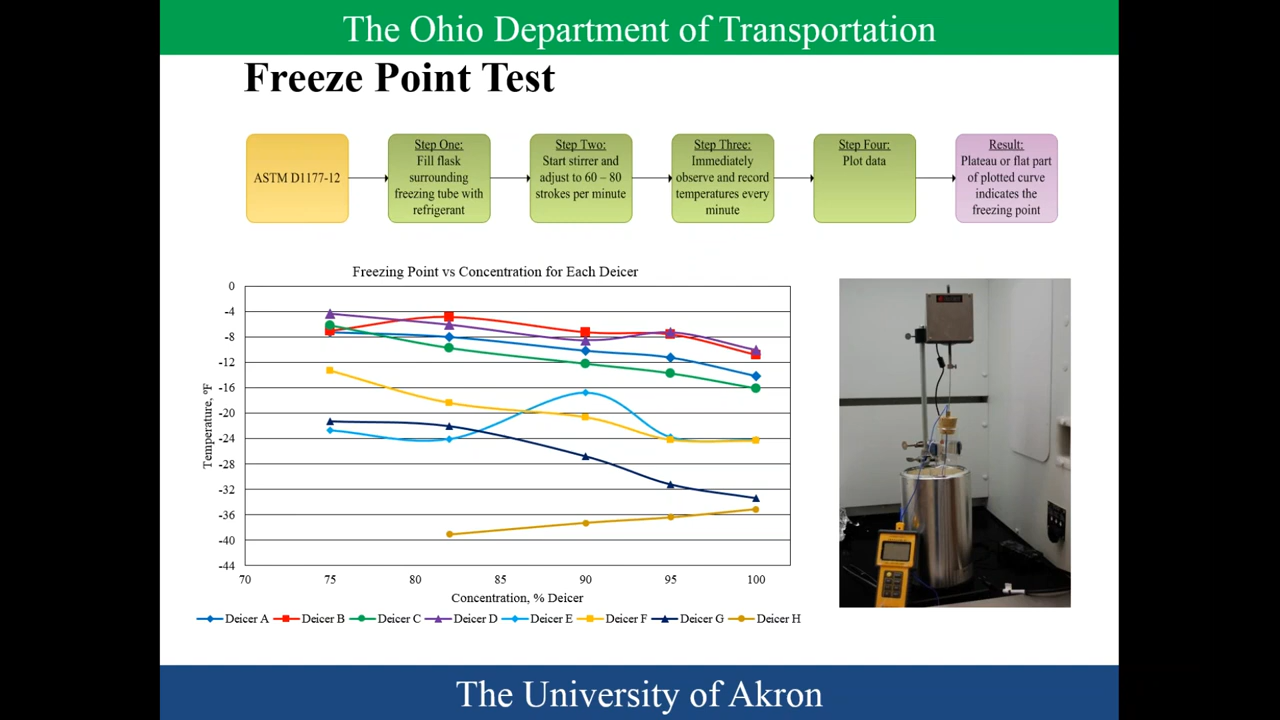 The Ohio Department of Transportation
Freeze Point Test
ASTM D1177-12
Step One:
Fill flask
surrounding
freezing tube with
refrigerant
Step Two:
Start stirrer and
adjust to 60 – 80
strokes per minute
Step Three:
Immediately
observe and record
temperatures every
minute
Step Four:
Plot data
Result:
Plateau or flat part
of plotted curve
indicates the
freezing point
Freezing Point vs Concentration for Each Deicer
Temperature, ºF
0
-4
-8
-12
-16
-20
-24
-28
-32
-36
-40
-44
70 75 80 85 90 95 100
Concentration, % Deicer
Deicer A Deicer B Deicer C Deicer D Deicer E Deicer F Deicer G Deicer H
The University of Akron